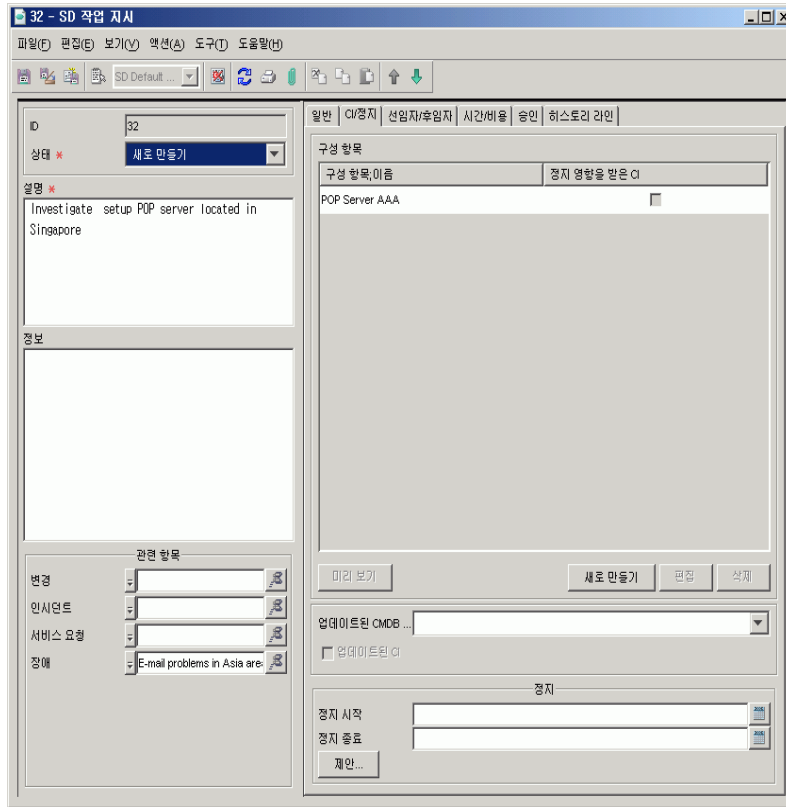 32 - SD 작업 지시
파일(F) 편집(E) 보기(V) 액션(A) 도구(T) 도움말(H)
SD Default ...
ID 32
상태 * 새로 만들기
설명 *
Investigate setup POP server located in
Singapore
정보
관련 항목
변경
인시던트
서비스 요청
장애 E-mail problems in Asia are
일반 CI/정지 선임자/후임자 시간/비용 승인 히스토리 라인
구성 항목
구성 항목;이름 정지 영향을 받은 CI
POP Server AAA
미리 보기 새로 만들기 편집 삭제
업데이트된 CMDB ...
업데이트된 CI
정지
정지 시작
정지 종료
제안...